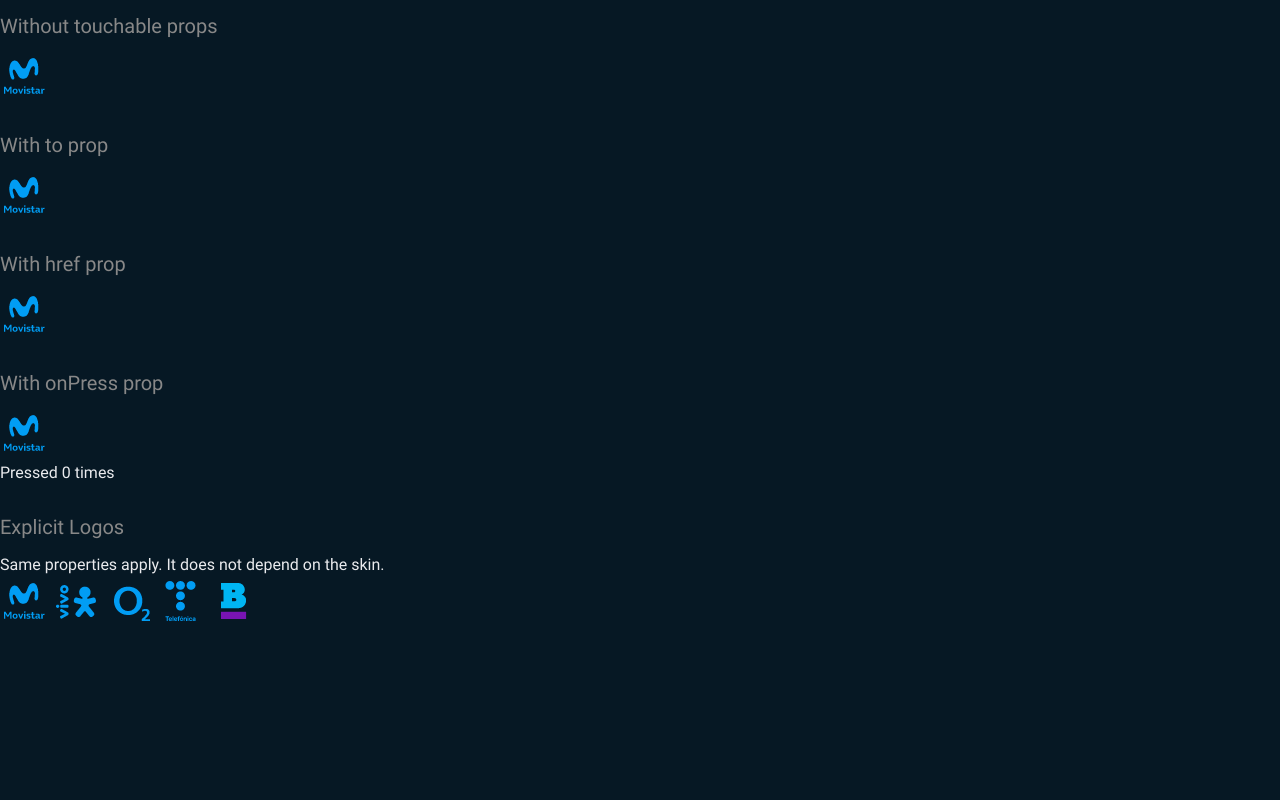 Without touchable props
Movistar
With to prop
Movistar
With href prop
Movistar
With onPress prop
Movistar
Pressed 0 times
Explicit Logos
Same properties apply. It does not depend on the skin.
Movistar vivo O2 Telefónica B